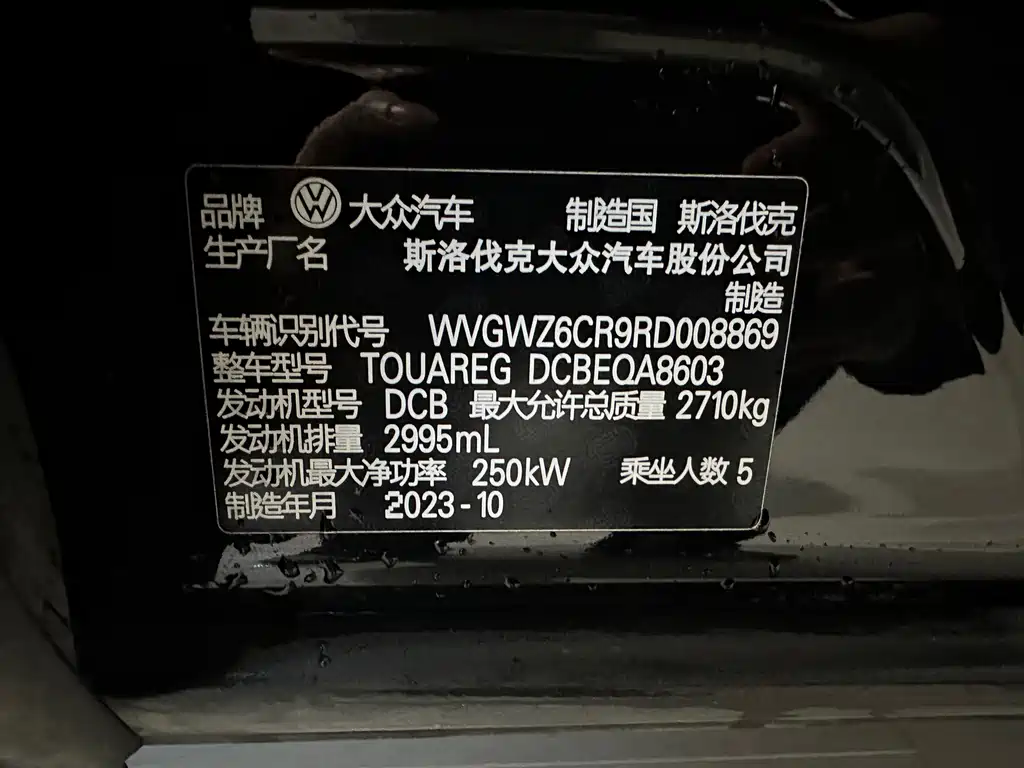 品牌 大众汽车 制造国 斯洛伐克
生产厂名 斯洛伐克大众汽车股份公司
制造
车辆识别代号 WVGWZ6CR9RD008869
整车型号 TOUAREG DCBEQA8603
发动机型号 DCB 最大允许总质量 2710kg
发动机排量 2995mL
发动机最大净功率 250kW 乘坐人数 5
制造年月 2023-10